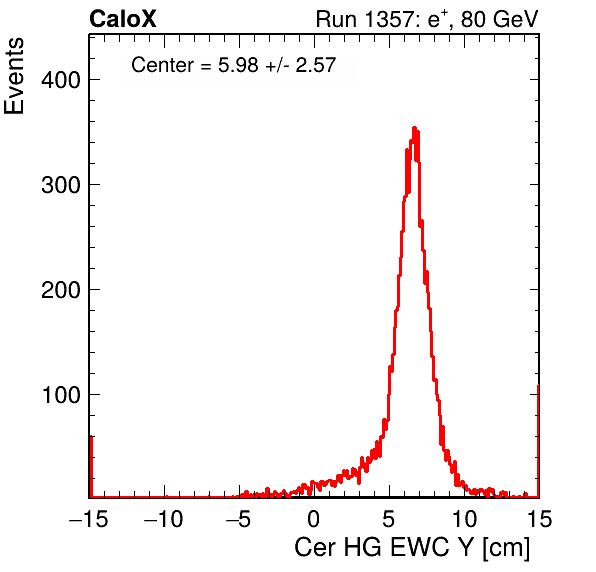 CaloX Run 1357: e⁺, 80 GeV
Events
Center = 5.98 +/- 2.57
400
300
200
100
−15 −10 −5 0 5 10 15
Cer HG EWC Y [cm]